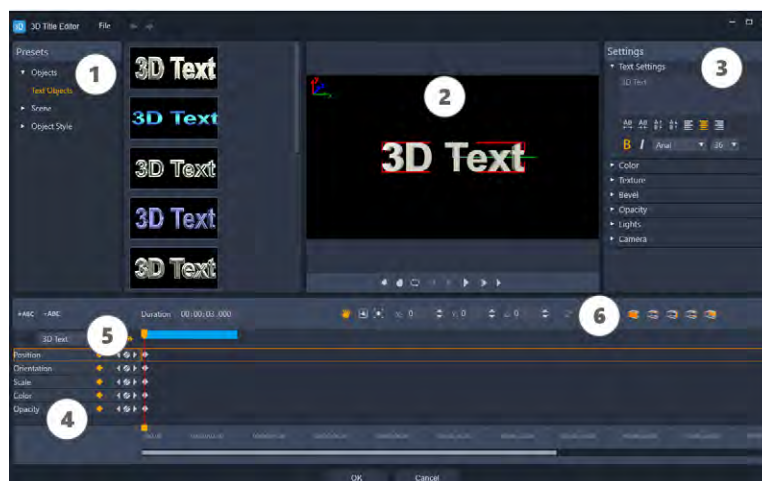 3D 3D Title Editor File
Presets
Objects
Text Objects
Scene
Object Style
1
3D Text
3D Text
3D Text
3D Text
3D Text
2
3D Text
Settings
Text Settings
3D Text
3
B I Arial 36
Color
Texture
Bevel
Opacity
Lights
Camera
+ABC -ABC Duration 00:00:03.000 X: 0 Y: 0 Z: 0
6
3D Text
5
Position
Orientation
Scale
Color
Opacity
4
OK Cancel